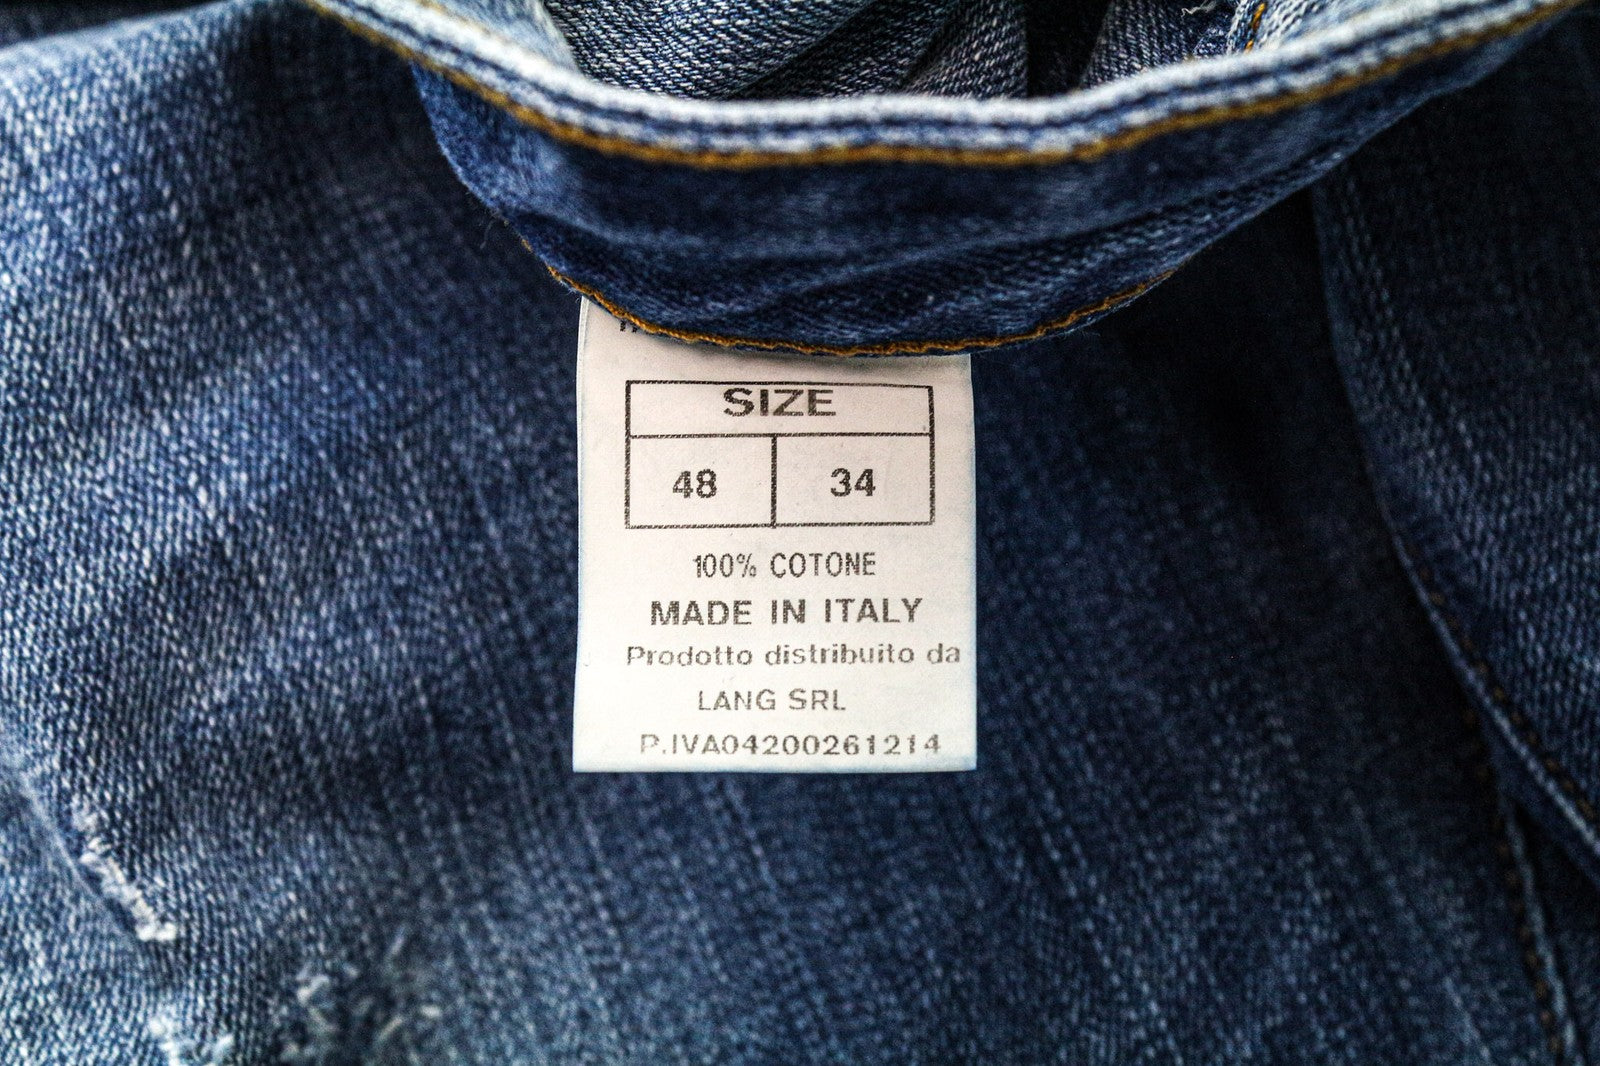 SIZE
48 34
100% COTONE
MADE IN ITALY
Prodotto distribuito da
LANG SRL
P.IVA04200261214